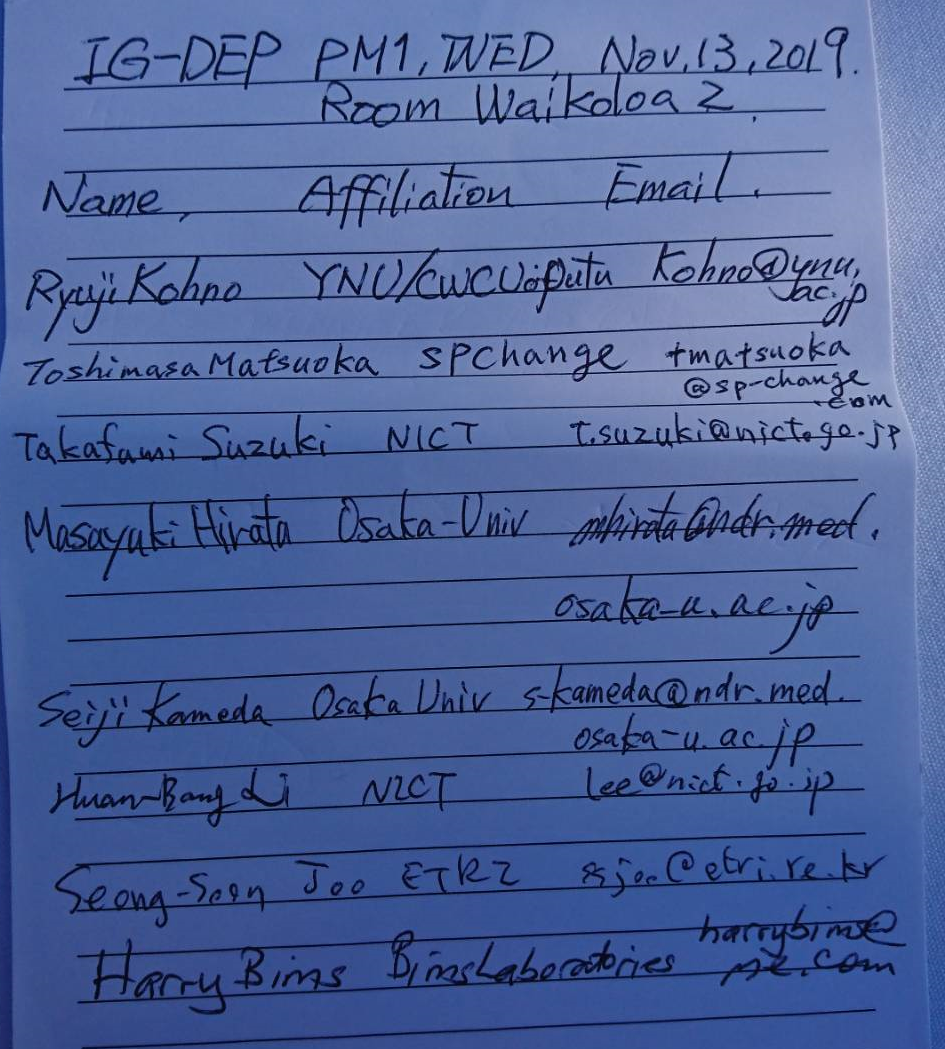 IG-DEP PM1, WED, Nov. 13, 2019.
Room Waikoloa 2
Name, Affiliation Email.
Ryuji Kohno YNU/CWC Uof Kohno@ynu.
ac.jp
Toshimasa Matsuoka SPChange tmatsuoka
@sp-change
.com
Takafumi Suzuki NICT t.suzuki@nict.go.jp
Masayuki Hirata Osaka-Univ mhirata@ndr.med.
osaka-u.ac.jp
Seiji Kameda Osaka Univ s-kameda@ndr.med.
osaka-u.ac.jp
Huan-Bang Li NICT lee@nict.go.jp
Seong-Soon Joo ETRI ssjoo@etri.re.kr
Harry Bims Bims Laboratories harrybims@
.com